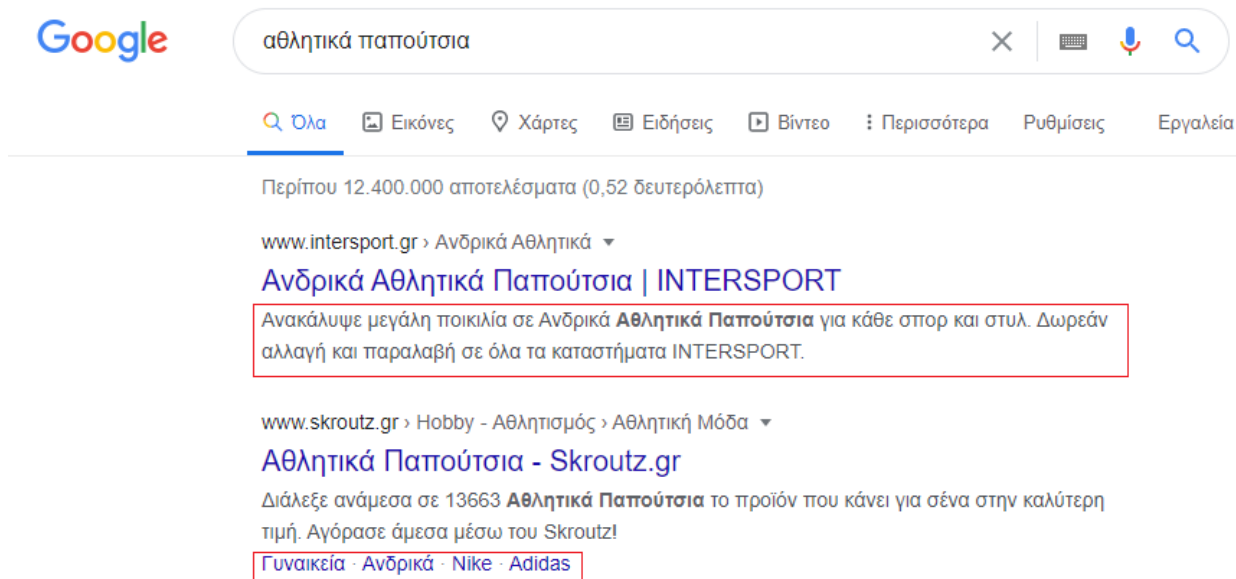 Google
αθλητικά παπούτσια
Όλα Εικόνες Χάρτες Ειδήσεις Βίντεο Περισσότερα Ρυθμίσεις Εργαλεία
Περίπου 12.400.000 αποτελέσματα (0,52 δευτερόλεπτα)
www.intersport.gr › Ανδρικά Αθλητικά
Ανδρικά Αθλητικά Παπούτσια | INTERSPORT
Ανακάλυψε μεγάλη ποικιλία σε Ανδρικά Αθλητικά Παπούτσια για κάθε σπορ και στυλ. Δωρεάν
αλλαγή και παραλαβή σε όλα τα καταστήματα INTERSPORT.
www.skroutz.gr › Hobby - Αθλητισμός › Αθλητική Μόδα
Αθλητικά Παπούτσια - Skroutz.gr
Διάλεξε ανάμεσα σε 13663 Αθλητικά Παπούτσια το προϊόν που κάνει για σένα στην καλύτερη
τιμή. Αγόρασε άμεσα μέσω του Skroutz!
Γυναικεία · Ανδρικά · Nike · Adidas